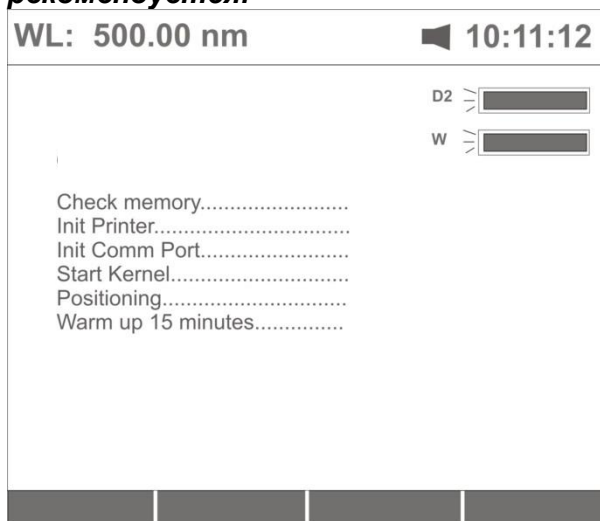 рекомендуется.
WL: 500.00 nm 10:11:12
D2
W
Check memory.........................
Init Printer.................................
Init Comm Port.........................
Start Kernel..............................
Positioning...............................
Warm up 15 minutes...............